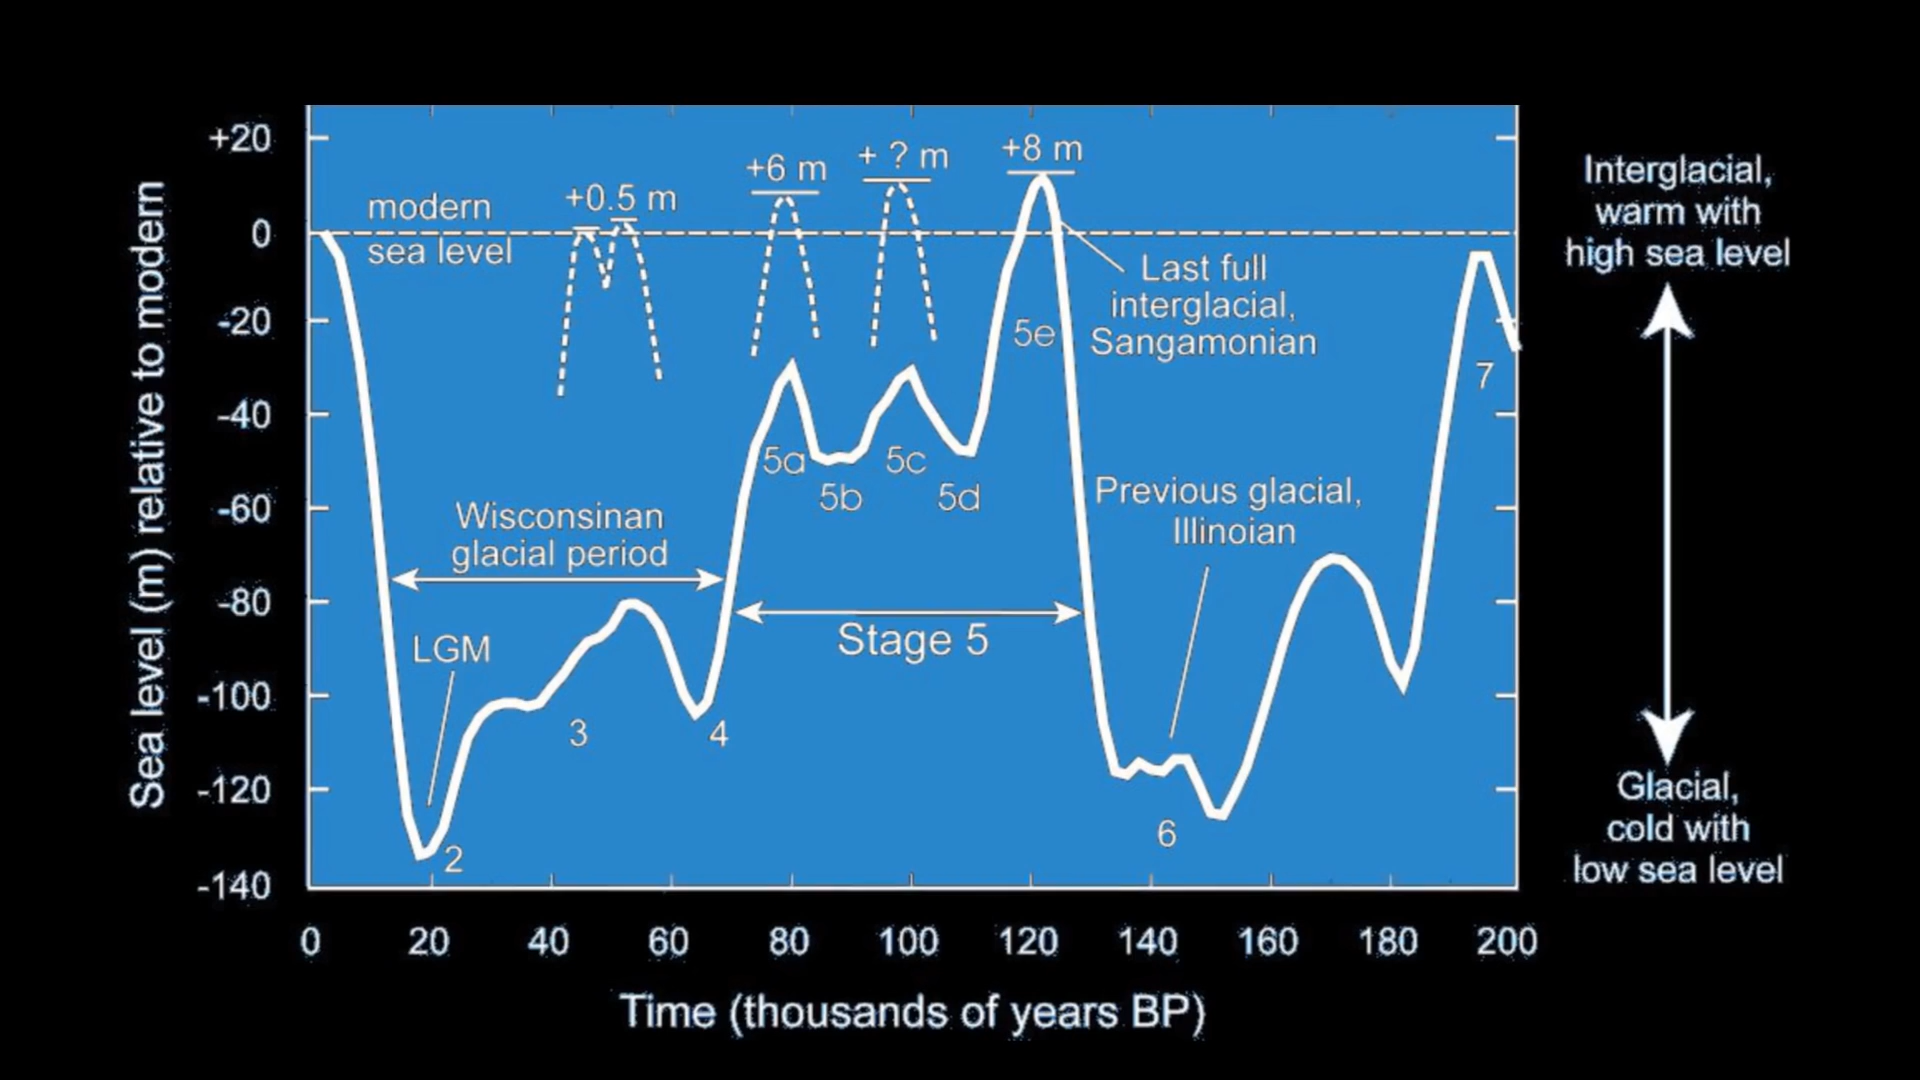 +20
0
-20
-40
-60
-80
-100
-120
-140
Sea level (m) relative to modern
modern
sea level
+0.5 m
+6 m
+ ? m
+8 m
Last full
interglacial,
Sangamonian
5e
7
5a
5b
5c
5d
Wisconsinan
glacial period
Previous glacial,
Illinoian
Stage 5
LGM
2
3
4
6
0
20
40
60
80
100
120
140
160
180
200
Time (thousands of years BP)
Interglacial,
warm with
high sea level
Glacial,
cold with
low sea level